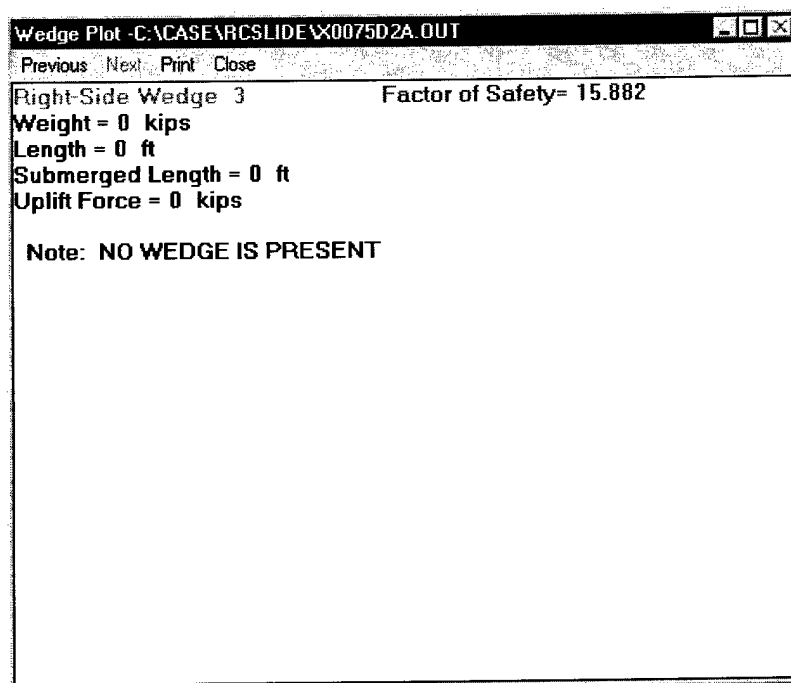 Wedge Plot -C:\CASE\RCSLIDE\X0075D2A.OUT
Previous Next Print Close
Right-Side Wedge 3 Factor of Safety= 15.882
Weight = 0 kips
Length = 0 ft
Submerged Length = 0 ft
Uplift Force = 0 kips
Note: NO WEDGE IS PRESENT